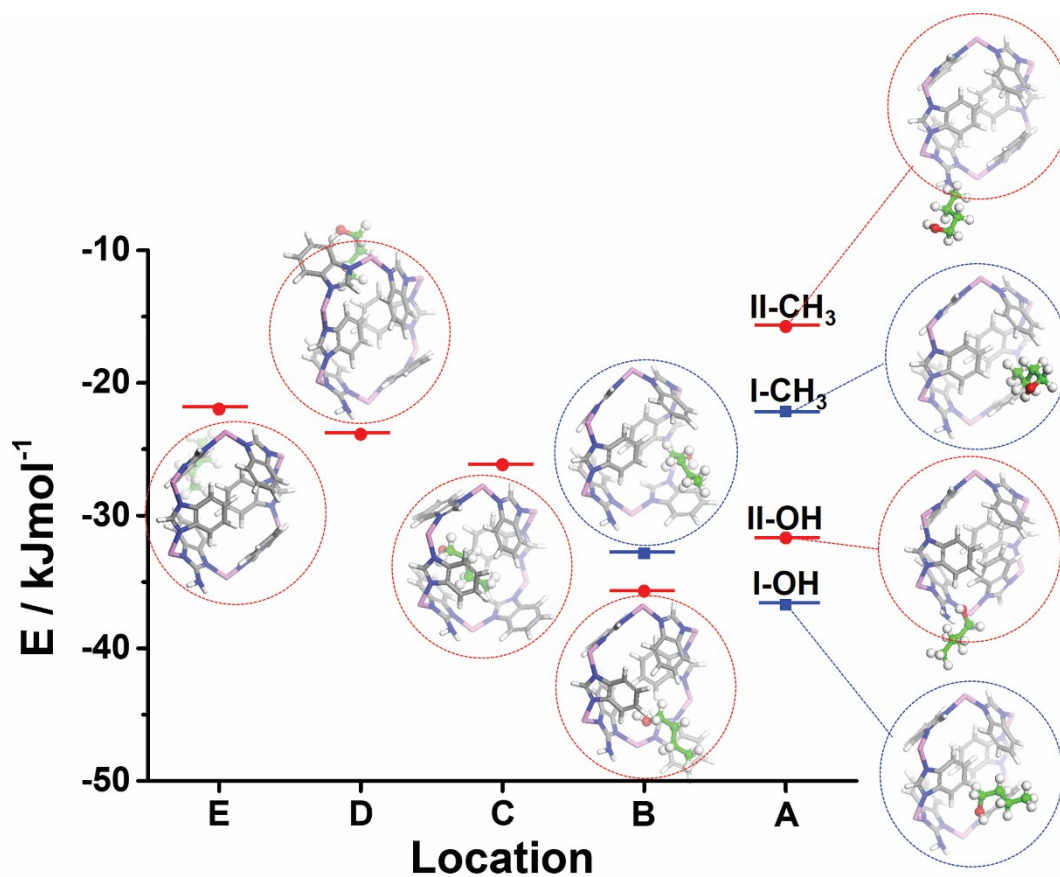 -10
II-CH₃
-20
I-CH₃
-30
II-OH
I-OH
-40
-50
E / kJmol⁻¹
E D C B A
Location